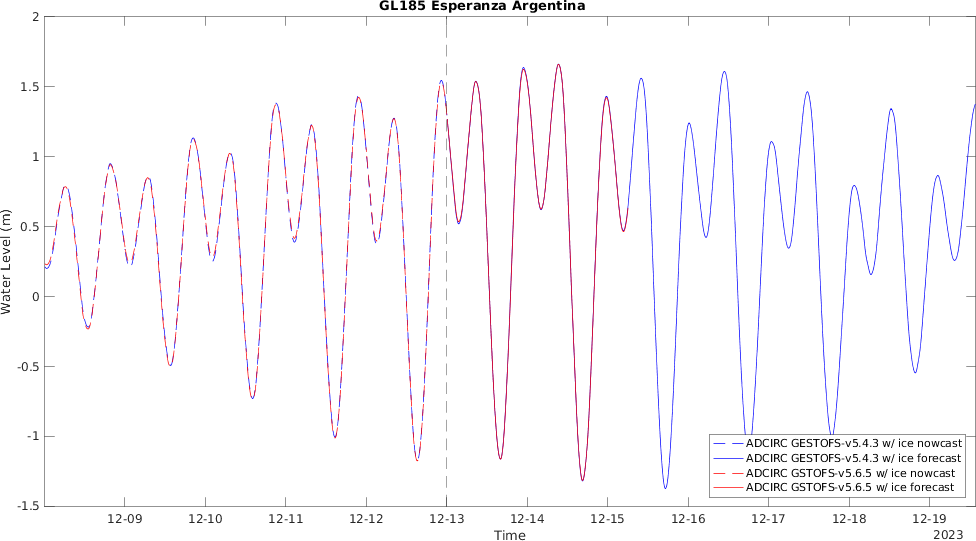 GL185 Esperanza Argentina
Water Level (m)
2
1.5
1
0.5
0
-0.5
-1
-1.5
12-09 12-10 12-11 12-12 12-13 12-14 12-15 12-16 12-17 12-18 12-19
Time
2023
ADCIRC GESTOFS-v5.4.3 w/ ice nowcast
ADCIRC GESTOFS-v5.4.3 w/ ice forecast
ADCIRC GSTOFS-v5.6.5 w/ ice nowcast
ADCIRC GSTOFS-v5.6.5 w/ ice forecast